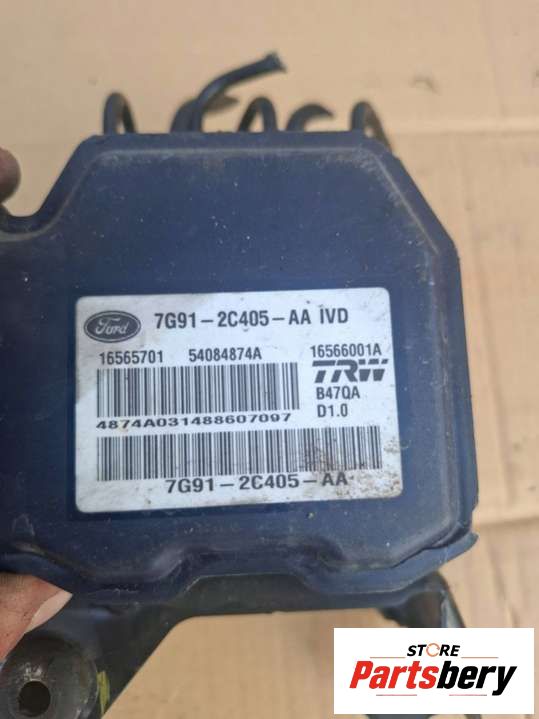 Ford 7G91-2C405-AA IVD
16565701 54084874A 16566001A
TRW
B47QA
4874A031488607097 D1.0
7G91-2C405-AA
STORE
Partsbery